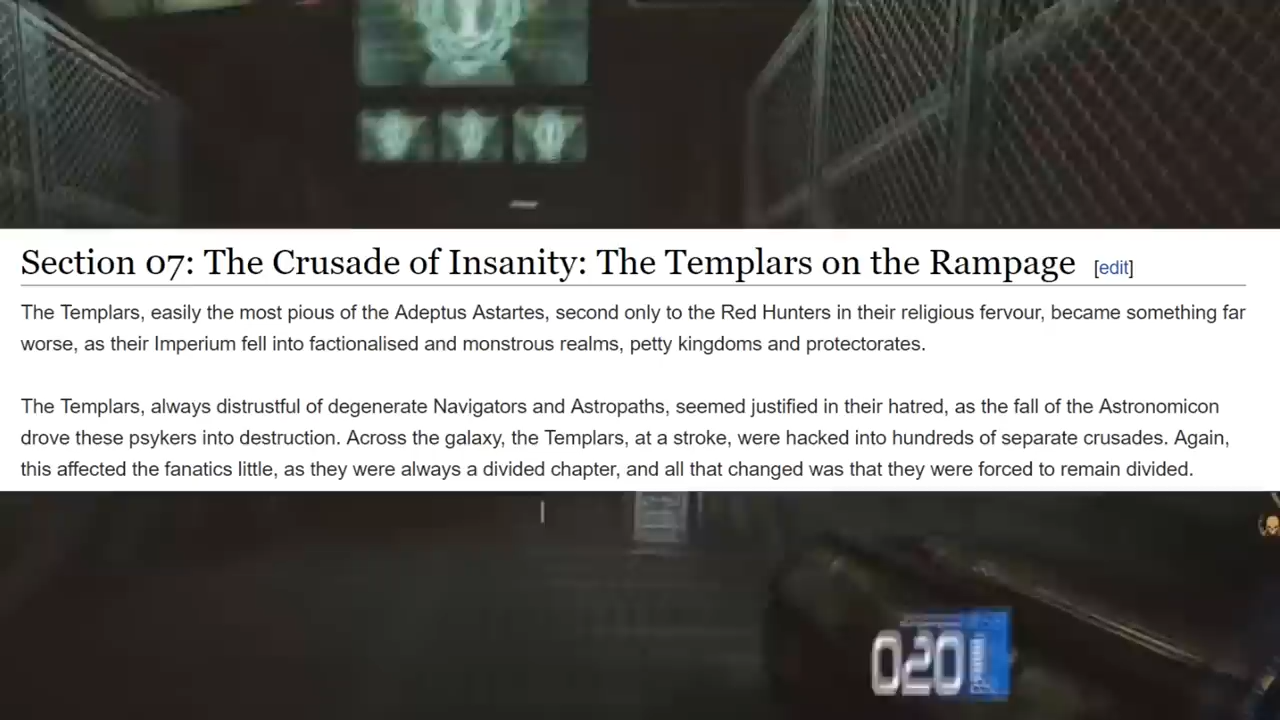 Section 07: The Crusade of Insanity: The Templars on the Rampage [edit]
The Templars, easily the most pious of the Adeptus Astartes, second only to the Red Hunters in their religious fervour, became something far
worse, as their Imperium fell into factionalised and monstrous realms, petty kingdoms and protectorates.
The Templars, always distrustful of degenerate Navigators and Astropaths, seemed justified in their hatred, as the fall of the Astronomicon
drove these psykers into destruction. Across the galaxy, the Templars, at a stroke, were hacked into hundreds of separate crusades. Again,
this affected the fanatics little, as they were always a divided chapter, and all that changed was that they were forced to remain divided.
020